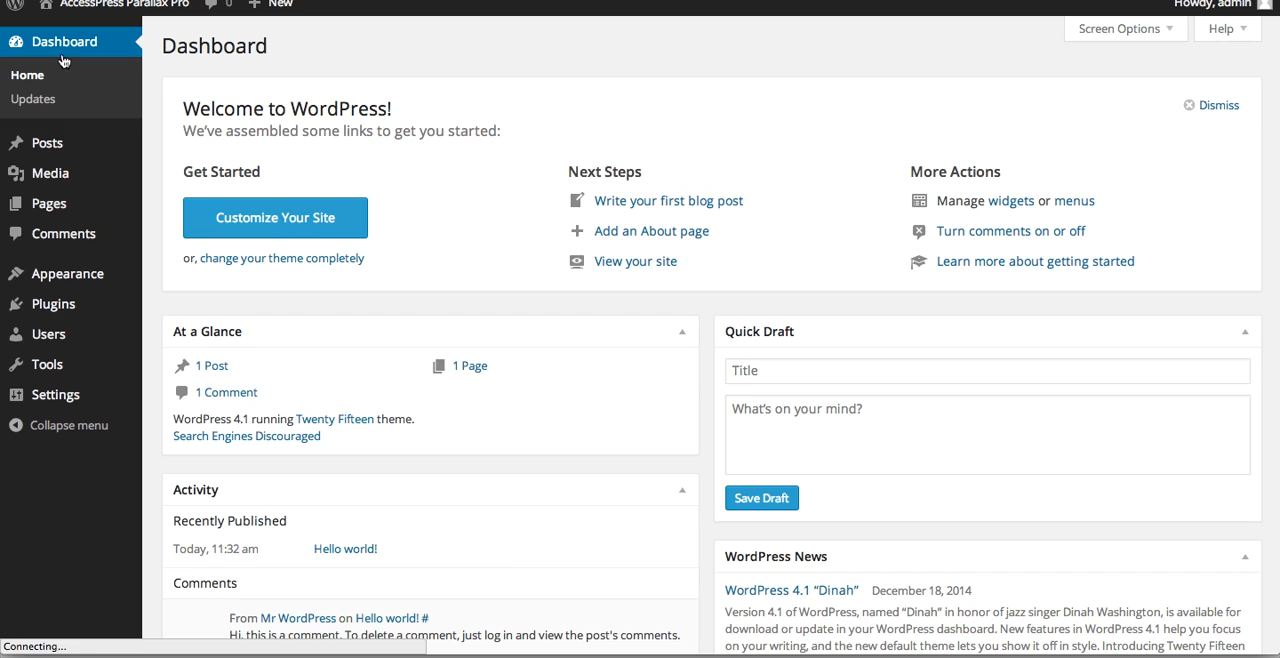 AccessPress Parallax Pro 0 New Howdy, admin
Dashboard
Home
Updates
Posts
Media
Pages
Comments
Appearance
Plugins
Users
Tools
Settings
Collapse menu
Dashboard
Screen Options Help
Welcome to WordPress!
We've assembled some links to get you started:
Dismiss
Get Started
Customize Your Site
or, change your theme completely
Next Steps
Write your first blog post
Add an About page
View your site
More Actions
Manage widgets or menus
Turn comments on or off
Learn more about getting started
At a Glance
1 Post 1 Page
1 Comment
WordPress 4.1 running Twenty Fifteen theme.
Search Engines Discouraged
Activity
Recently Published
Today, 11:32 am Hello world!
Comments
From Mr WordPress on Hello world! #
Hi, this is a comment. To delete a comment, just log in and view the post's comments.
Quick Draft
Title
What's on your mind?
Save Draft
WordPress News
WordPress 4.1 “Dinah” December 18, 2014
Version 4.1 of WordPress, named “Dinah” in honor of jazz singer Dinah Washington, is available for
download or update in your WordPress dashboard. New features in WordPress 4.1 help you focus
on your writing, and the new default theme lets you show it off in style. Introducing Twenty Fifteen
Connecting...